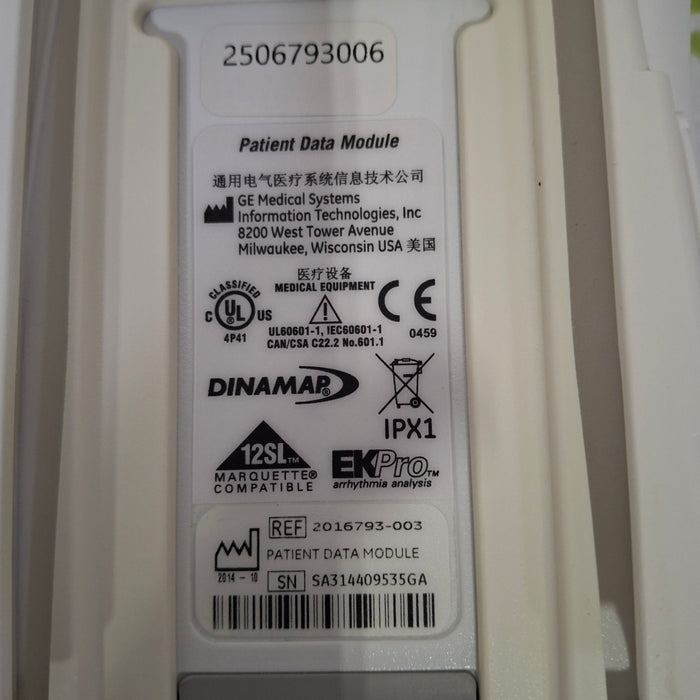 2506793006
Patient Data Module
通用电气医疗系统信息技术公司
GE Medical Systems
Information Technologies, Inc
8200 West Tower Avenue
Milwaukee, Wisconsin USA 美国
医疗设备
MEDICAL EQUIPMENT
CLASSIFIED
C UL US
4P41
UL60601-1, IEC60601-1
CAN/CSA C22.2 No.601.1
CE
0459
DINAMAP®
IPX1
12SL™
MARQUETTE®
COMPATIBLE
EKPro™
arrhythmia analysis
REF 2016793-003
PATIENT DATA MODULE
2014 - 10
SN SA314409535GA